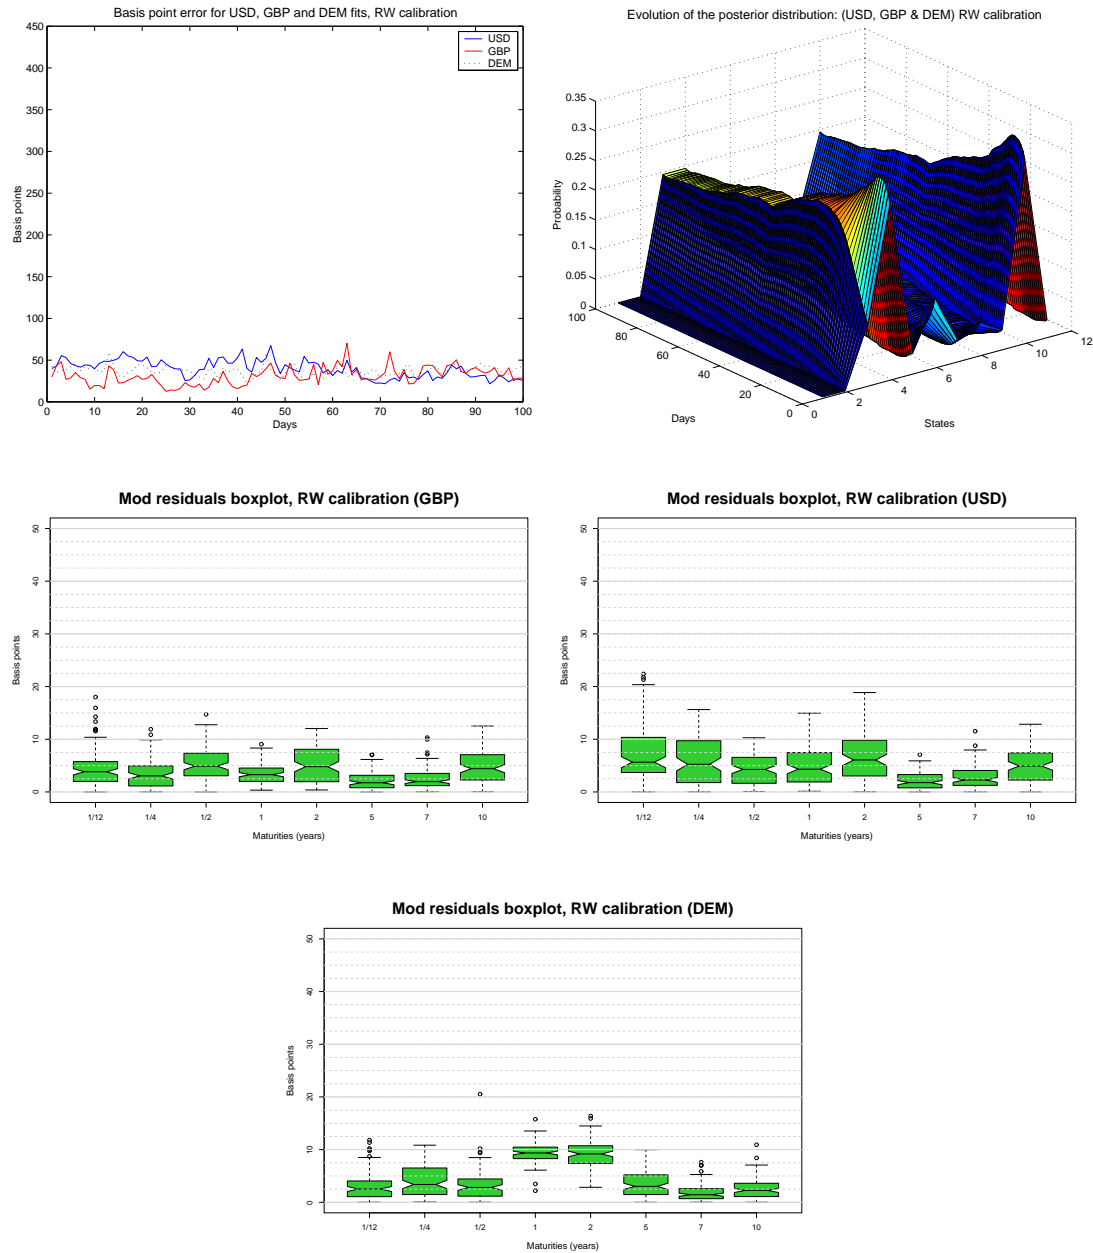 Basis point error for USD, GBP and DEM fits, RW calibration
450
400
350
300
250
200
150
100
50
0
Basis points
USD
GBP
DEM
0 10 20 30 40 50 60 70 80 90 100
Days
Evolution of the posterior distribution: (USD, GBP & DEM) RW calibration
0.35
0.3
0.25
0.2
0.15
0.1
0.05
0
Probability
100
80
60
40
20
0
Days
0
2
4
6
8
10
12
States
Mod residuals boxplot, RW calibration (GBP)
50
40
30
20
10
0
Basis points
1/12 1/4 1/2 1 2 5 7 10
Maturities (years)
Mod residuals boxplot, RW calibration (USD)
50
40
30
20
10
0
Basis points
1/12 1/4 1/2 1 2 5 7 10
Maturities (years)
Mod residuals boxplot, RW calibration (DEM)
50
40
30
20
10
0
Basis points
1/12 1/4 1/2 1 2 5 7 10
Maturities (years)